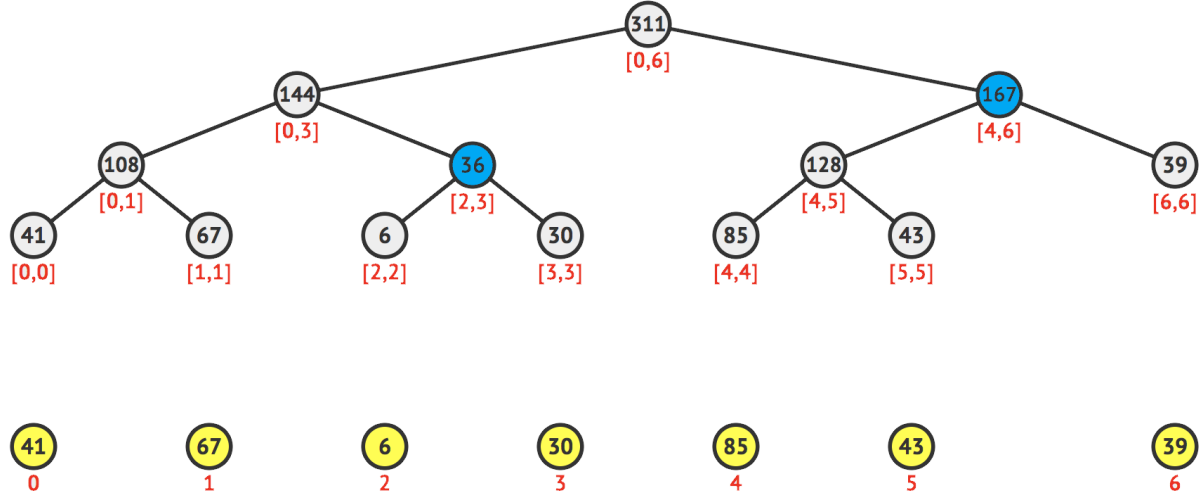 311
[0,6]
144 167
[0,3] [4,6]
108 36 128 39
[0,1] [2,3] [4,5] [6,6]
41 67 6 30 85 43
[0,0] [1,1] [2,2] [3,3] [4,4] [5,5]
41 67 6 30 85 43 39
0 1 2 3 4 5 6